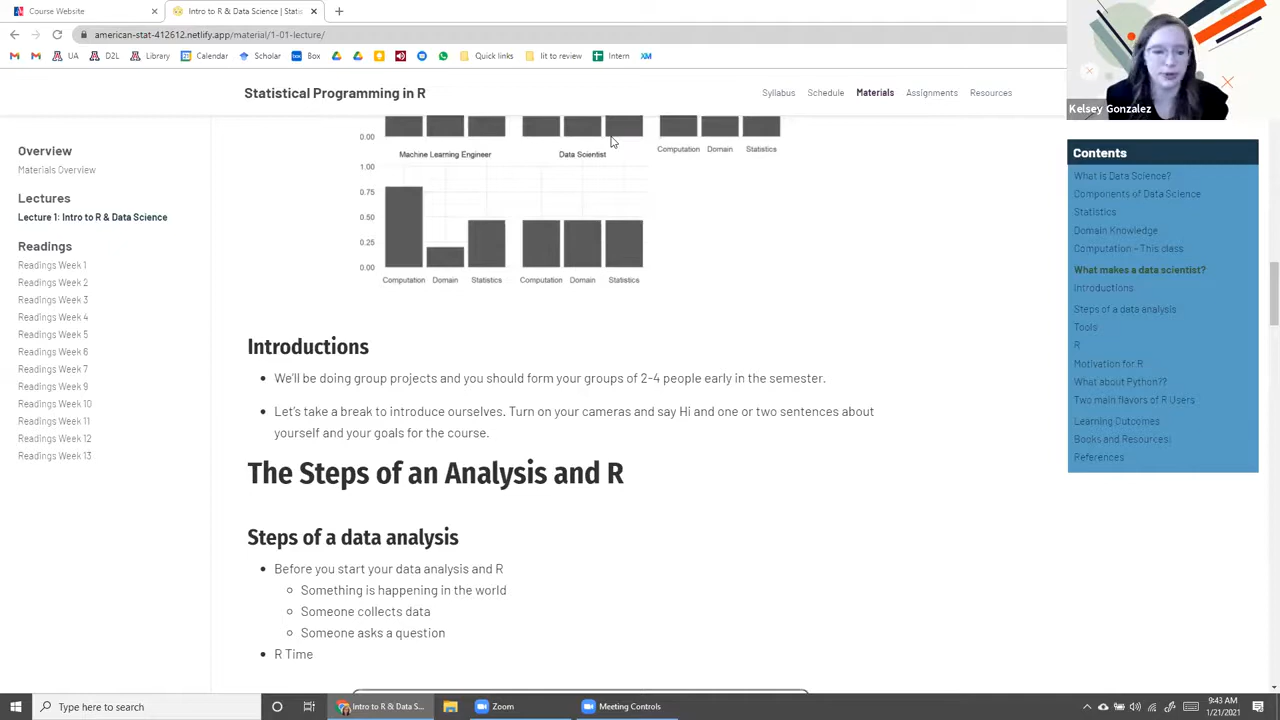 Course Website
Intro to R & Data Science | Stati
american-stat-412612.netlify.app/material/1-01-lecture/
UA
D2L
Library
Calendar
Scholar
Box
Quick links
lit to review
Intern
Kelsey Gonzalez
Statistical Programming in R
Syllabus
Schedule
Materials
Assignments
Resources
Overview
Materials Overview
Lectures
Lecture 1: Intro to R & Data Science
Readings
Readings Week 1
Readings Week 2
Readings Week 3
Readings Week 4
Readings Week 5
Readings Week 6
Readings Week 7
Readings Week 9
Readings Week 10
Readings Week 11
Readings Week 12
Readings Week 13
0.00
Computation Domain Statistics
Machine Learning Engineer
Data Scientist
1.00
0.75
0.50
0.25
0.00
Computation Domain Statistics
Computation Domain Statistics
Introductions
We'll be doing group projects and you should form your groups of 2-4 people early in the semester.
Let's take a break to introduce ourselves. Turn on your cameras and say Hi and one or two sentences about
yourself and your goals for the course.
The Steps of an Analysis and R
Steps of a data analysis
Before you start your data analysis and R
Something is happening in the world
Someone collects data
Someone asks a question
R Time
Contents
What is Data Science?
Components of Data Science
Statistics
Domain Knowledge
Computation - This class
What makes a data scientist?
Introductions
Steps of a data analysis
Tools
R
Motivation for R
What about Python??
Two main flavors of R Users
Learning Outcomes
Books and Resources:
References
Type here to search
Intro to R & Data S...
Zoom
Meeting Controls
9:43 AM
1/21/2021